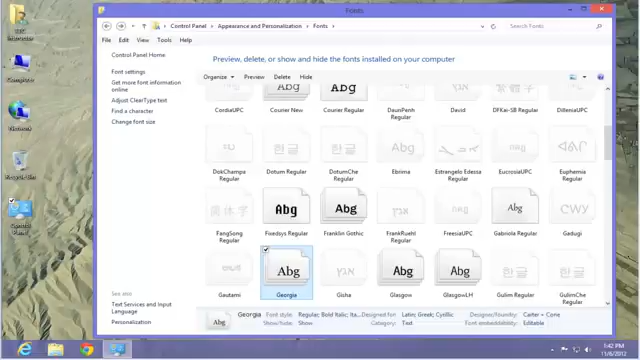 Fonts
Control Panel
Appearance and Personalization
Fonts
Search Fonts
File
Edit
View
Tools
Help
Control Panel Home
Font settings
Get more font information
online
Adjust ClearType text
Find a character
Change font size
See also
Text Services and Input
Language
Personalization
Preview, delete, or show and hide the fonts installed on your computer
Organize
Preview
Delete
Hide
CordiaUPC
Courier New
Courier Regular
DaunPenh
Regular
David
DFKai-SB Regular
DilleniaUPC
DokChampa
Regular
Dotum Regular
DotumChe
Regular
Ebrima
Estrangelo Edessa
Regular
EucrosiaUPC
Euphemia
Regular
FangSong
Regular
Fixedsys Regular
Franklin Gothic
FrankRuehl
Regular
FreesiaUPC
Gabriola Regular
Gadugi
Gautami
Georgia
Gisha
Glasgow
GlasgowLH
Gulim Regular
GulimChe
Regular
Georgia
Font style: Regular; Bold Italic; Ita...
Show/hide: Show
Designed for: Latin; Greek; Cyrillic
Category: Text
Designer/foundry: Carter + Cone
Font embeddability: Editable
Computer
Network
Recycle Bin
Control
Panel
1:42 PM
11/6/2012